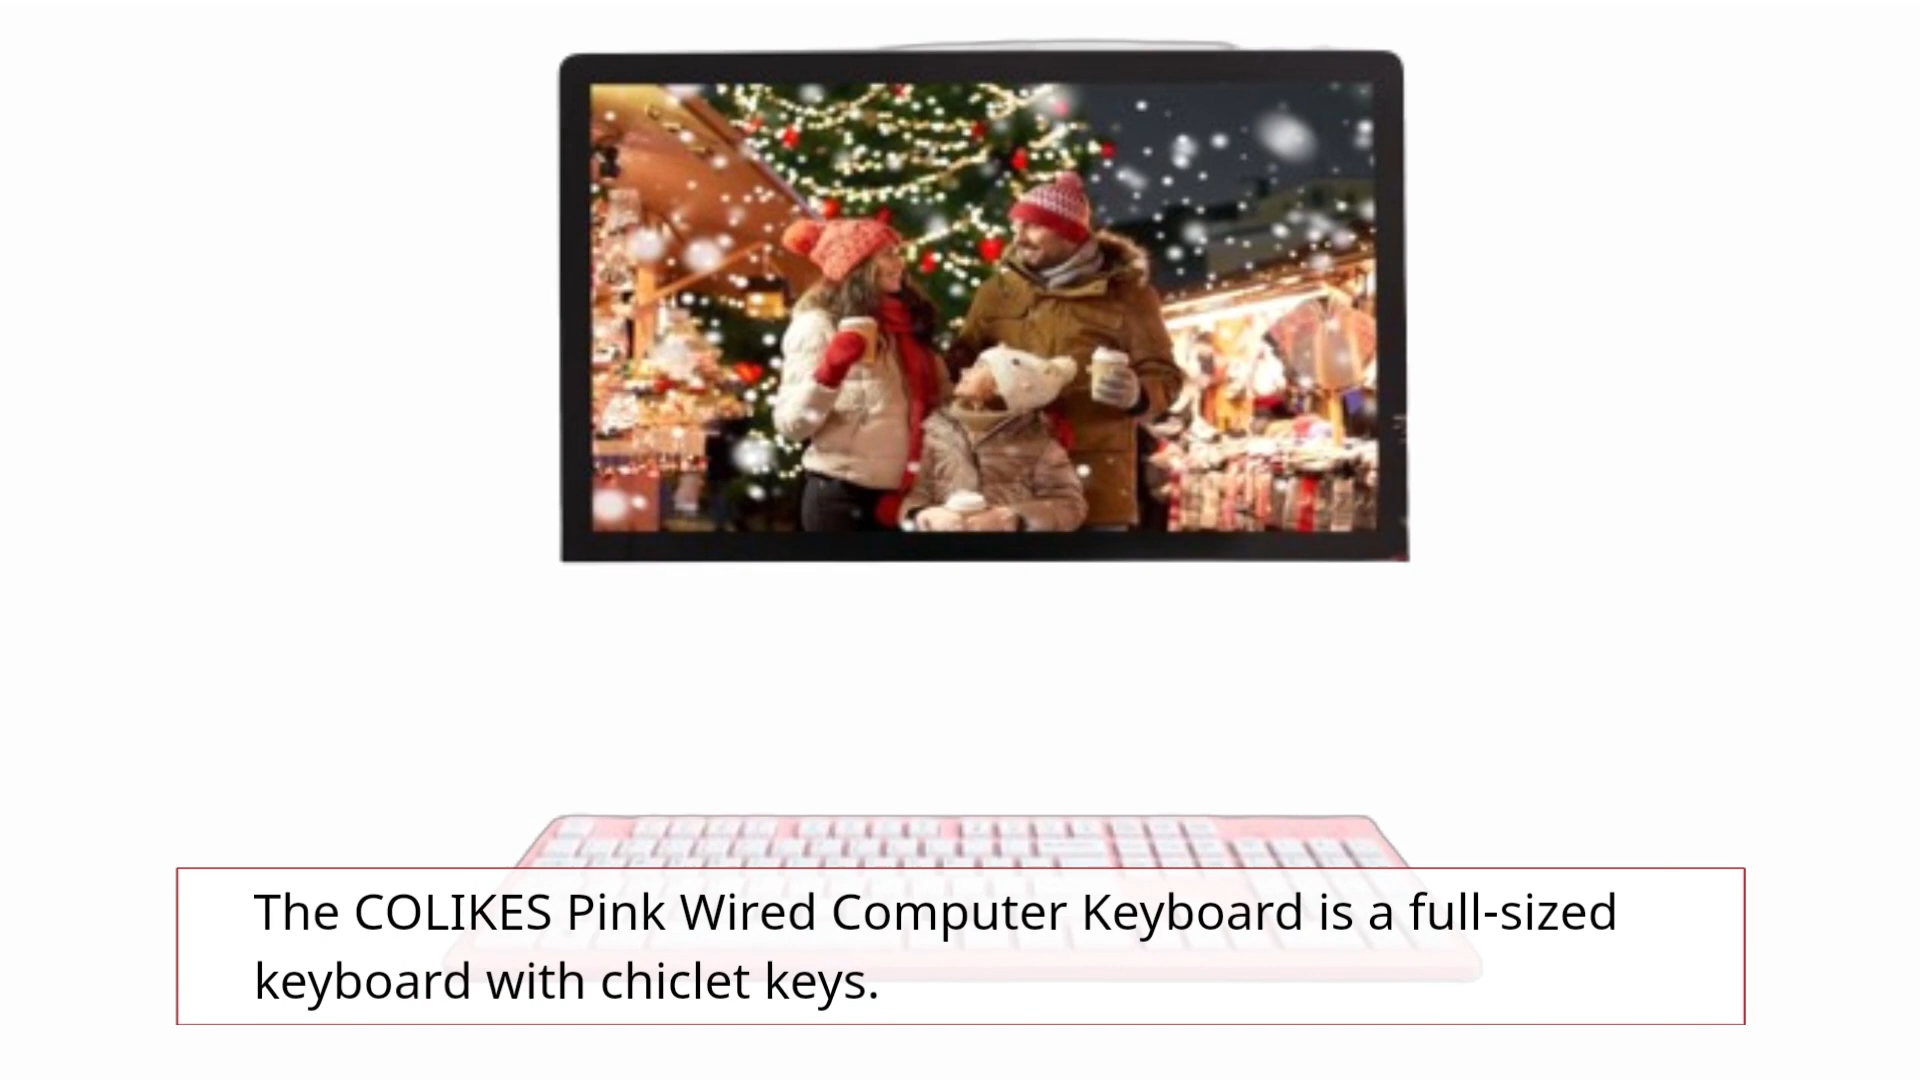 The COLIKES Pink Wired Computer Keyboard is a full-sized
keyboard with chiclet keys.